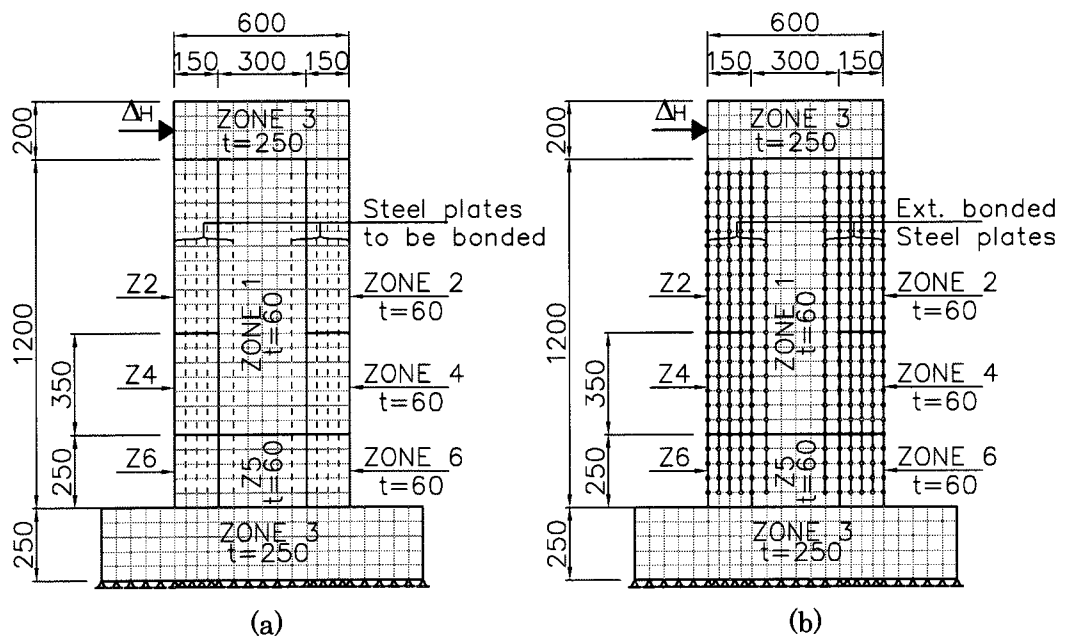 600
150 300 150
200
ΔH
ZONE 3
t=250
Steel plates
to be bonded
1200
Z2
ZONE 1
t=60
ZONE 2
t=60
350
Z4
ZONE 4
t=60
250
Z6
Z5
t=60
ZONE 6
t=60
250
ZONE 3
t=250
(a)
600
150 300 150
200
ΔH
ZONE 3
t=250
Ext. bonded
Steel plates
1200
Z2
ZONE 1
t=60
ZONE 2
t=60
350
Z4
ZONE 4
t=60
250
Z6
Z5
t=60
ZONE 6
t=60
250
ZONE 3
t=250
(b)